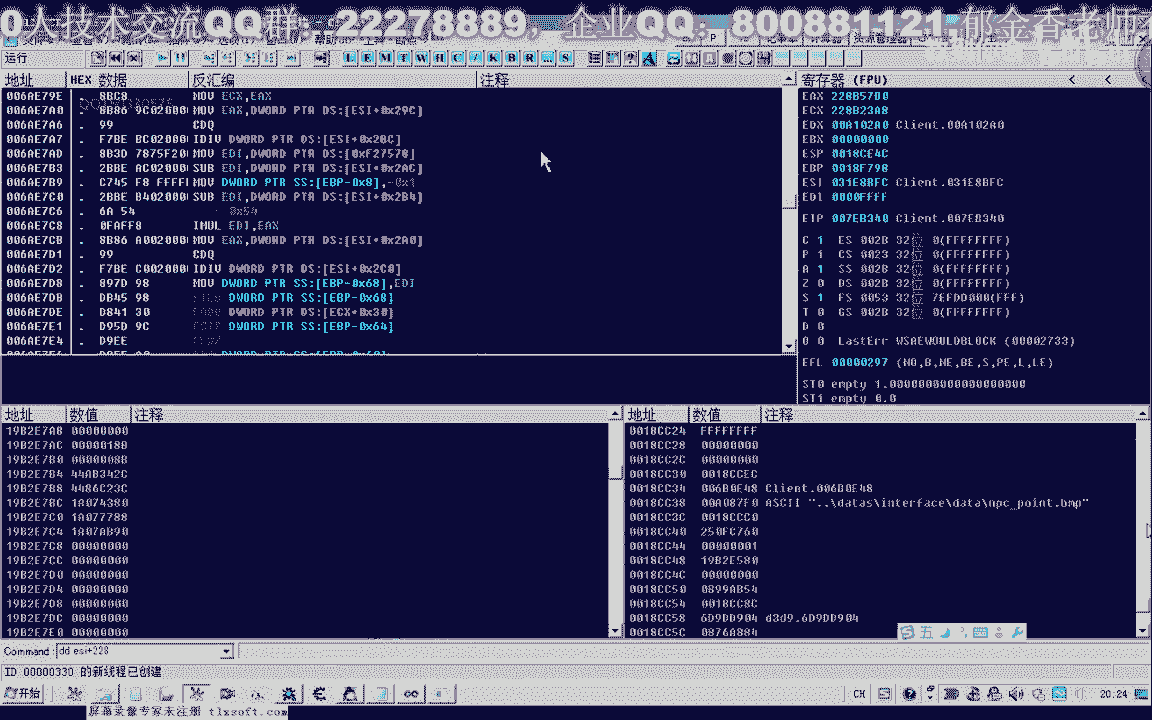 0人技术交流QQ群：22278889，企业QQ：800881121 郁金香老师
运行
L E M T W H C / K B R ... S
地址 HEX 数据 反汇编 注释
006AE79E . 8BC8 MOV ECX,EAX
006AE7A0 . 8B86 9C02000 MOV EAX,DWORD PTR DS:[ESI+0x29C]
006AE7A6 . 99 CDQ
006AE7A7 . F7BE BC02000 IDIV DWORD PTR DS:[ESI+0x2BC]
006AE7AD . 8B3D 7875F20 MOV EDI,DWORD PTR DS:[0xF27578]
006AE7B3 . 2BBE AC02000 SUB EDI,DWORD PTR DS:[ESI+0x2AC]
006AE7B9 . C745 F8 FFFFF MOV DWORD PTR SS:[EBP-0x8],-0x1
006AE7C0 . 2BBE B402000 SUB EDI,DWORD PTR DS:[ESI+0x2B4]
006AE7C6 . 6A 54 0x54
006AE7C8 . 0FAFF8 IMUL EDI,EAX
006AE7CB . 8B86 A002000 MOV EAX,DWORD PTR DS:[ESI+0x2A0]
006AE7D1 . 99 CDQ
006AE7D2 . F7BE C002000 IDIV DWORD PTR DS:[ESI+0x2C0]
006AE7D8 . 897D 98 MOV DWORD PTR SS:[EBP-0x68],EDI
006AE7DB . DB45 98 DWORD PTR SS:[EBP-0x68]
006AE7DE . D841 30 DWORD PTR DS:[ECX+0x30]
006AE7E1 . D95D 9C DWORD PTR SS:[EBP-0x64]
006AE7E4 . D9EE
寄存器 (FPU) < <
EAX 228B57D0
ECX 228B23A8
EDX 00A102A0 Client.00A102A0
EBX 00000000
ESP 0018CE4C
EBP 0018F798
ESI 031E8BFC Client.031E8BFC
EDI 0000FFFF
EIP 007EB340 Client.007EB340
C 1 ES 002B 32位 0(FFFFFFFF)
P 1 CS 0023 32位 0(FFFFFFFF)
A 1 SS 002B 32位 0(FFFFFFFF)
Z 0 DS 002B 32位 0(FFFFFFFF)
S 1 FS 0053 32位 7EFDD000(FFF)
T 0 GS 002B 32位 0(FFFFFFFF)
D 0
O 0 LastErr WSAEWOULDBLOCK (00002733)
EFL 00000297 (NO,B,NE,BE,S,PE,L,LE)
ST0 empty 1.0000000000000000000
ST1 empty 0.0
地址 数值 注释
19B2E7A8 00000000
19B2E7AC 0000018B
19B2E7B0 0000008B
19B2E7B4 44AB342C
19B2E7B8 4486C23C
19B2E7BC 1A074380
19B2E7C0 1A077788
19B2E7C4 1A07AB90
19B2E7C8 00000000
19B2E7CC 00000000
19B2E7D0 00000000
19B2E7D4 00000000
19B2E7D8 00000000
19B2E7DC 00000000
19B2E7E0 00000000
地址 数值 注释
0018CC24 FFFFFFFF
0018CC28 00000000
0018CC2C 00000000
0018CC30 0018CCEC
0018CC34 006B0E48 Client.006B0E48
0018CC38 00A087F0 ASCII "..\datas\interface\data\npc_point.bmp"
0018CC3C 0018CCC0
0018CC40 250FC760
0018CC44 00000001
0018CC48 19B2E580
0018CC4C 00000000
0018CC50 0899AB54
0018CC54 0018CC8C
0018CC58 6D9DD904 d3d9.6D9DD904
0018CC5C 0876A884
五
Command: dd esi+228
ID 00000330 的新线程已创建
开始
CH
20:24
屏幕录像专家未注册 tlxsoft.com